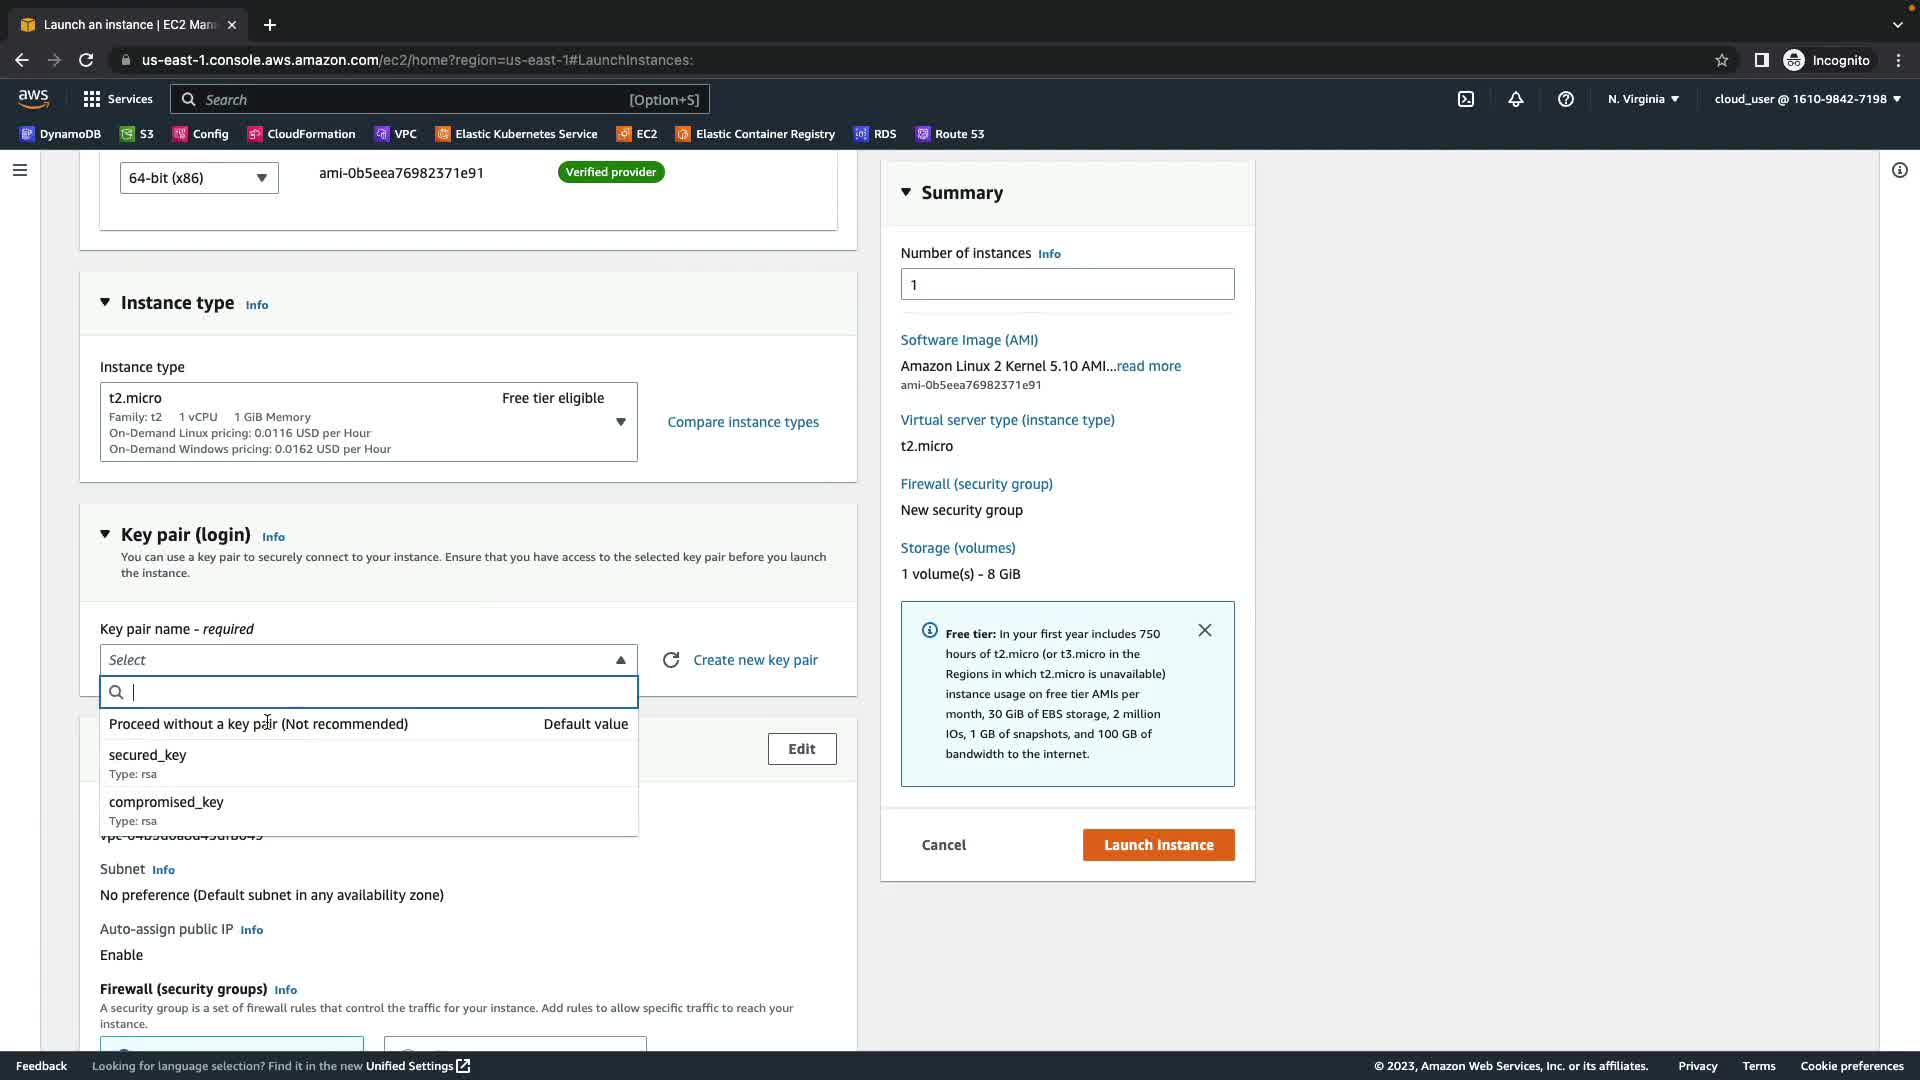 Launch an instance | EC2 Man
us-east-1.console.aws.amazon.com/ec2/home?region=us-east-1#LaunchInstances:
Incognito
aws
Services
Search
[Option+S]
N. Virginia
cloud_user @ 1610-9842-7198
DynamoDB
S3
Config
CloudFormation
VPC
Elastic Kubernetes Service
EC2
Elastic Container Registry
RDS
Route 53
64-bit (x86)
ami-0b5eea76982371e91
Verified provider
Instance type Info
Instance type
t2.micro
Free tier eligible
Family: t2 1 vCPU 1 GiB Memory
On-Demand Linux pricing: 0.0116 USD per Hour
On-Demand Windows pricing: 0.0162 USD per Hour
Compare instance types
Key pair (login) Info
You can use a key pair to securely connect to your instance. Ensure that you have access to the selected key pair before you launch
the instance.
Key pair name - required
Select
Create new key pair
Proceed without a key pair (Not recommended)
Default value
secured_key
Type: rsa
compromised_key
Type: rsa
Edit
Subnet Info
No preference (Default subnet in any availability zone)
Auto-assign public IP Info
Enable
Firewall (security groups) Info
A security group is a set of firewall rules that control the traffic for your instance. Add rules to allow specific traffic to reach your
instance.
Summary
Number of instances Info
1
Software Image (AMI)
Amazon Linux 2 Kernel 5.10 AMI...read more
ami-0b5eea76982371e91
Virtual server type (instance type)
t2.micro
Firewall (security group)
New security group
Storage (volumes)
1 volume(s) - 8 GiB
Free tier: In your first year includes 750
hours of t2.micro (or t3.micro in the
Regions in which t2.micro is unavailable)
instance usage on free tier AMIs per
month, 30 GiB of EBS storage, 2 million
IOs, 1 GB of snapshots, and 100 GB of
bandwidth to the internet.
Cancel
Launch instance
Feedback
Looking for language selection? Find it in the new Unified Settings
© 2023, Amazon Web Services, Inc. or its affiliates.
Privacy
Terms
Cookie preferences